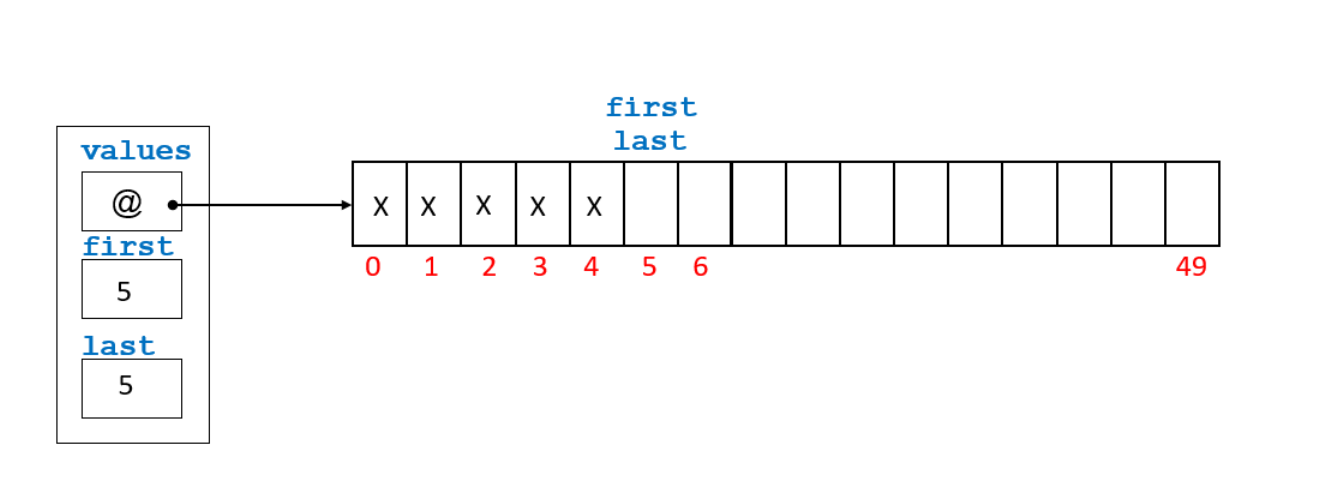 first
last
values
@
first
5
last
5
X X X X X
0 1 2 3 4 5 6 49